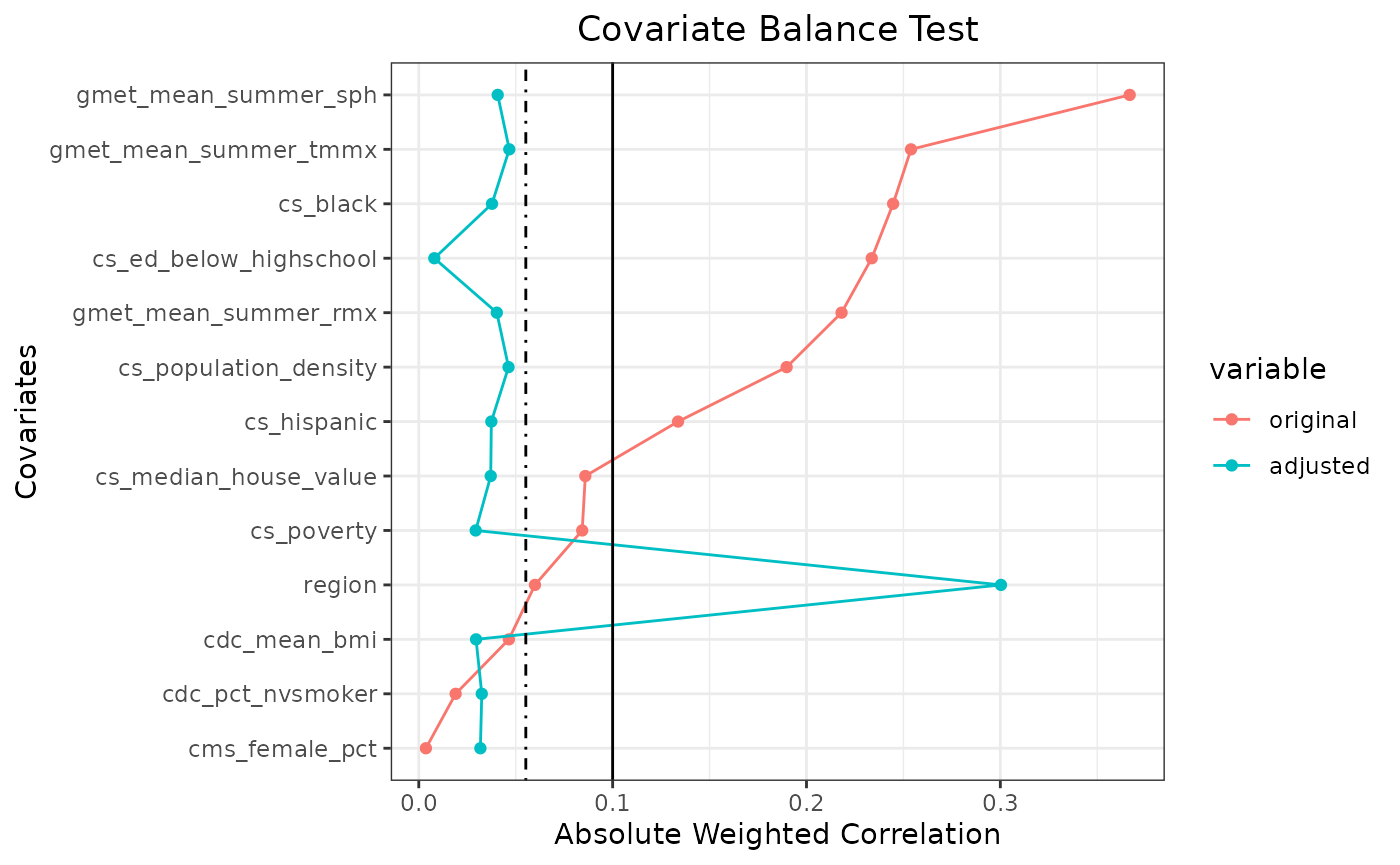 Covariate Balance Test
Covariates
gmet_mean_summer_sph
gmet_mean_summer_tmmx
cs_black
cs_ed_below_highschool
gmet_mean_summer_rmx
cs_population_density
cs_hispanic
cs_median_house_value
cs_poverty
region
cdc_mean_bmi
cdc_pct_nvsmoker
cms_female_pct
0.0
0.1
0.2
0.3
Absolute Weighted Correlation
variable
original
adjusted